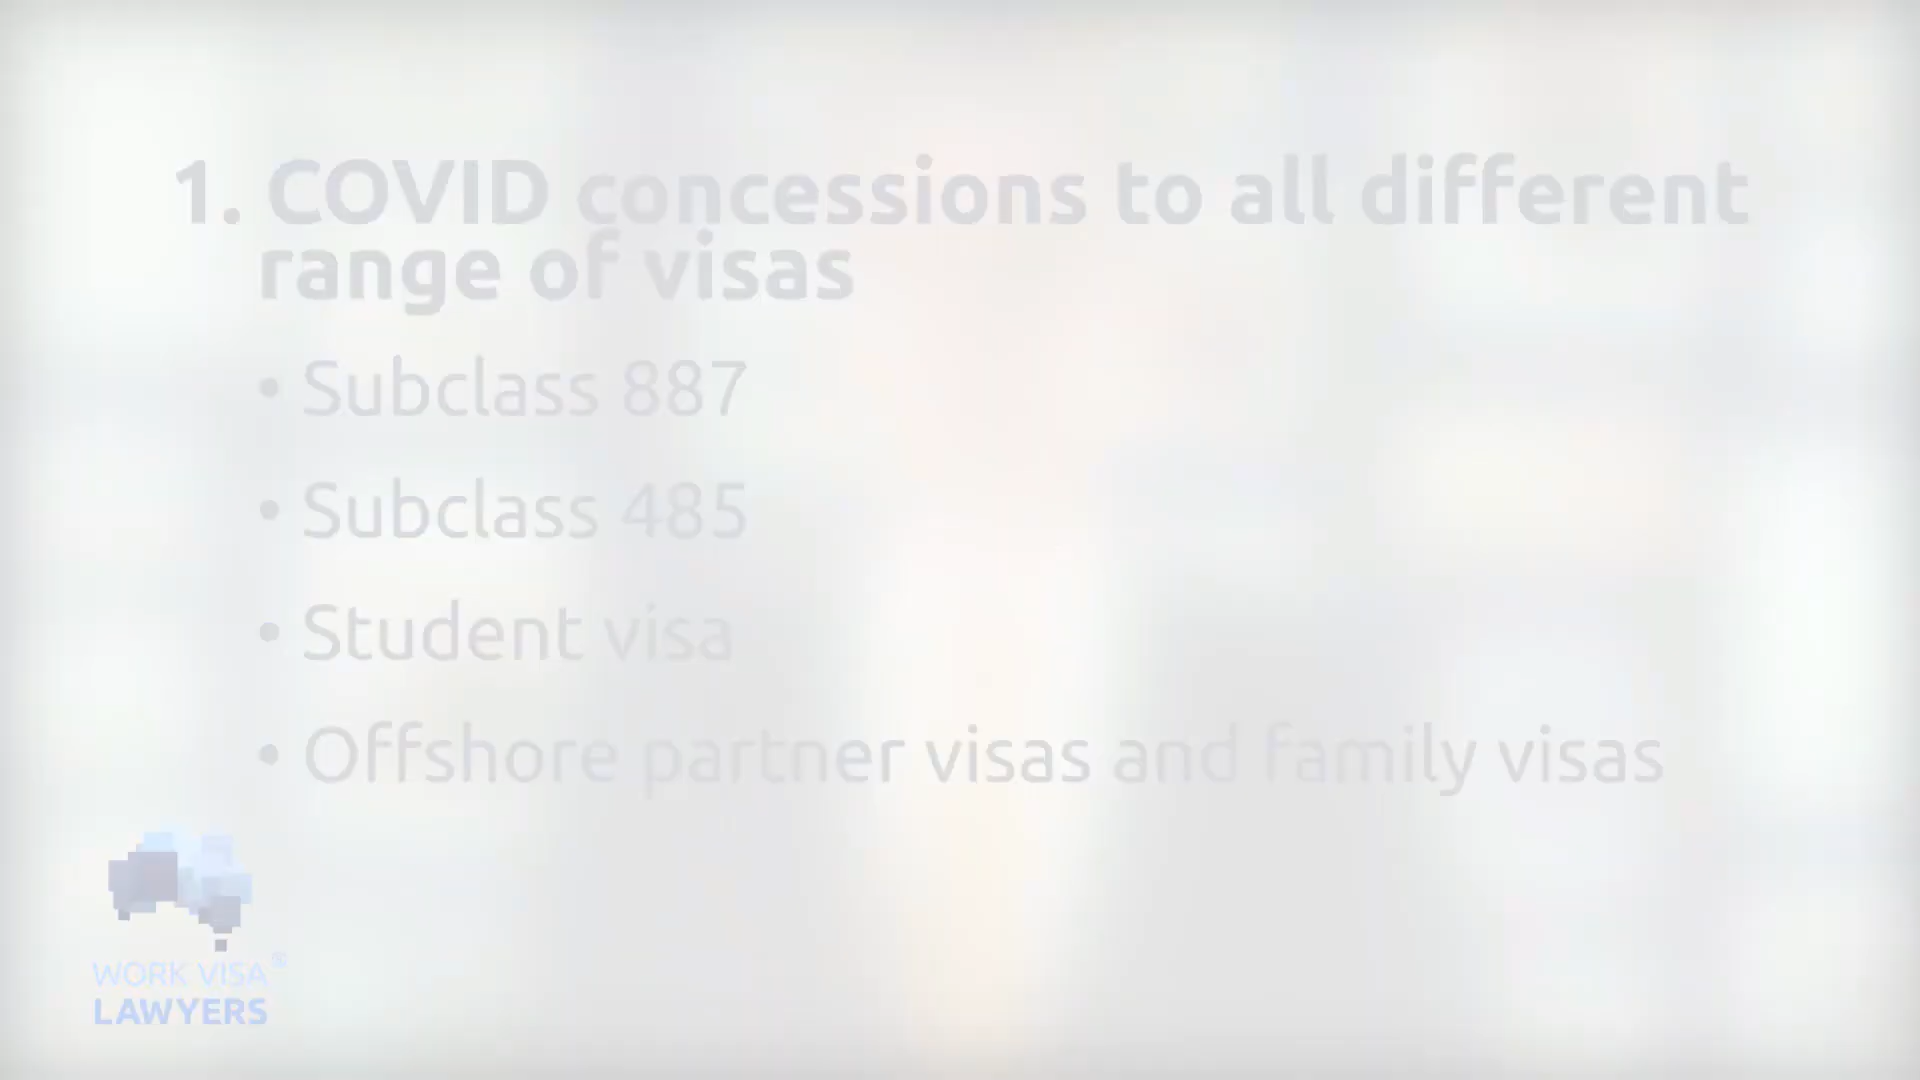 1. COVID concessions to all different
range of visas
• Subclass 887
• Subclass 485
• Student visa
• Offshore partner visas and family visas
WORK VISA®
LAWYERS